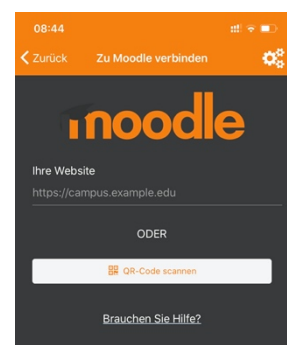 08:44
Zurück
Zu Moodle verbinden
moodle
Ihre Website
https://campus.example.edu
ODER
QR-Code scannen
Brauchen Sie Hilfe?